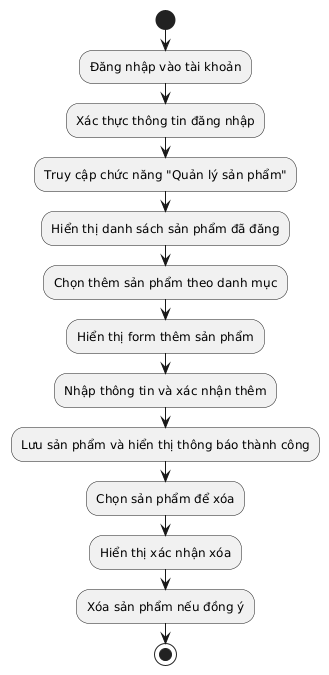 Đăng nhập vào tài khoản
Xác thực thông tin đăng nhập
Truy cập chức năng "Quản lý sản phẩm"
Hiển thị danh sách sản phẩm đã đăng
Chọn thêm sản phẩm theo danh mục
Hiển thị form thêm sản phẩm
Nhập thông tin và xác nhận thêm
Lưu sản phẩm và hiển thị thông báo thành công
Chọn sản phẩm để xóa
Hiển thị xác nhận xóa
Xóa sản phẩm nếu đồng ý